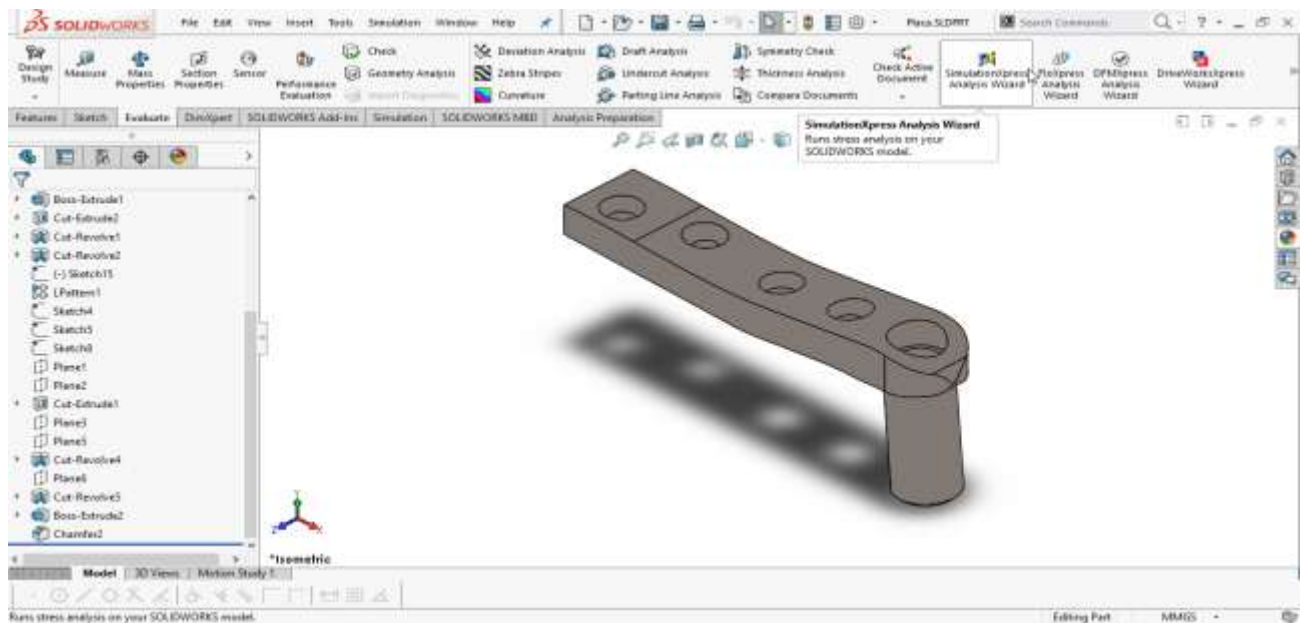 SOLIDWORKS File Edit View Insert Tools Simulation Window Help Placa.SLDPRT Search Commands
Design Study Measure Mass Properties Section Properties Sensor Performance Evaluation
Check
Geometry Analysis
Import Diagnostics
Deviation Analysis
Zebra Stripes
Curvature
Draft Analysis
Undercut Analysis
Parting Line Analysis
Symmetry Check
Thickness Analysis
Compare Documents
Check Active Document
SimulationXpress Analysis Wizard
FloXpress Analysis Wizard
DFMXpress Analysis Wizard
DriveWorksXpress Wizard
Features Sketch Evaluate DimXpert SOLIDWORKS Add-Ins Simulation SOLIDWORKS MBD Analysis Preparation
SimulationXpress Analysis Wizard
Runs stress analysis on your
SOLIDWORKS model.
Boss-Extrude1
Cut-Extrude2
Cut-Revolve1
Cut-Revolve2
(-) Sketch15
LPattern1
Sketch4
Sketch5
Sketch8
Plane1
Plane2
Cut-Extrude1
Plane3
Plane5
Cut-Revolve4
Plane6
Cut-Revolve5
Boss-Extrude2
Chamfer2
*Isometric
Model 3D Views Motion Study 1
Runs stress analysis on your SOLIDWORKS model. Editing Part MMGS